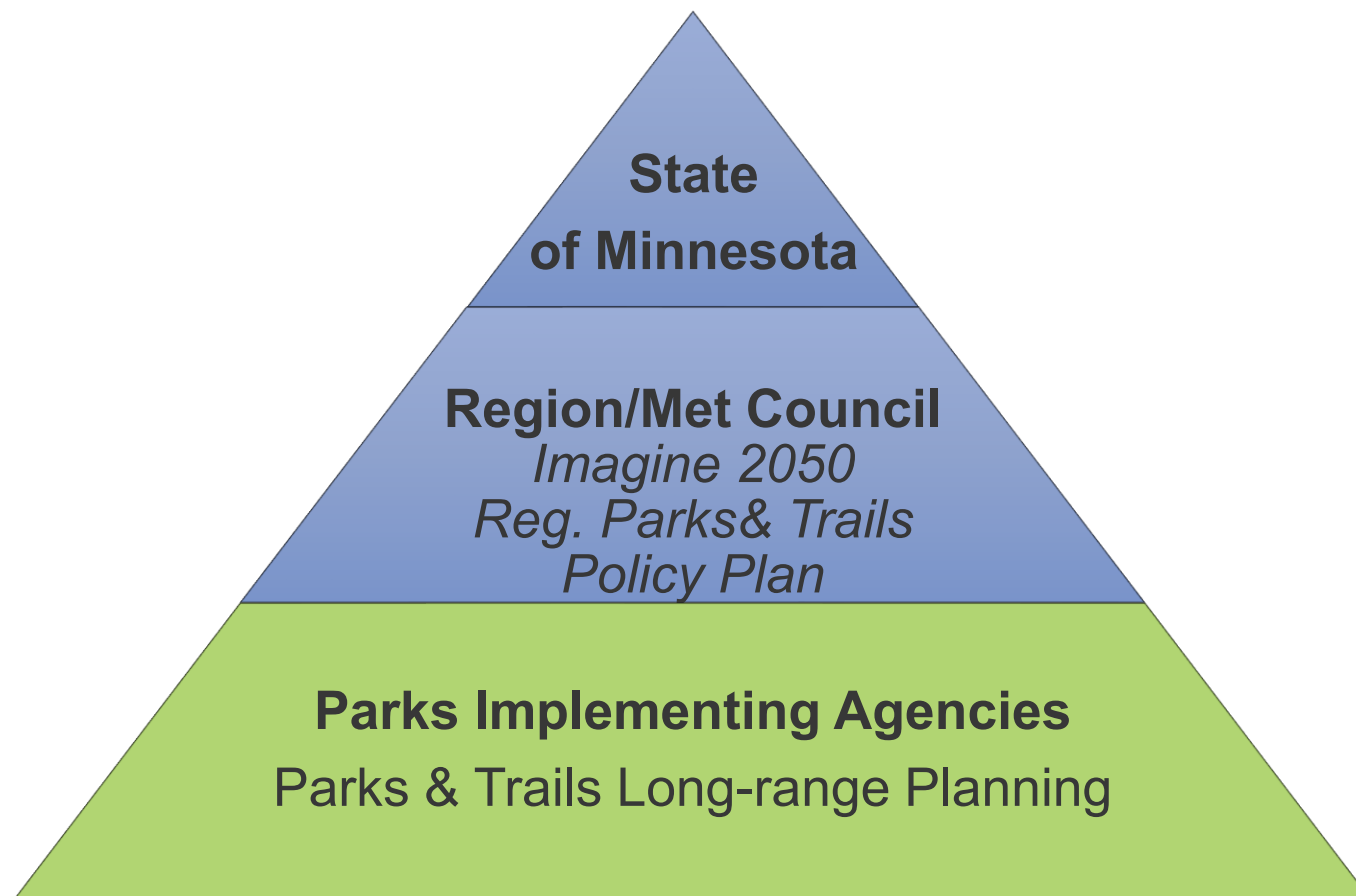 State
of Minnesota
Region/Met Council
Imagine 2050
Reg. Parks& Trails
Policy Plan
Parks Implementing Agencies
Parks & Trails Long-range Planning